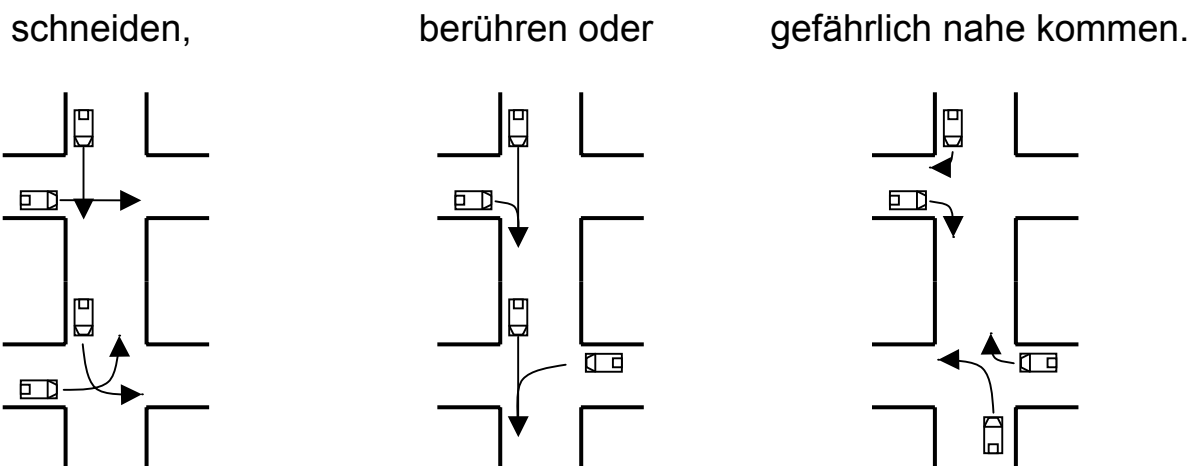 schneiden, berühren oder gefährlich nahe kommen.